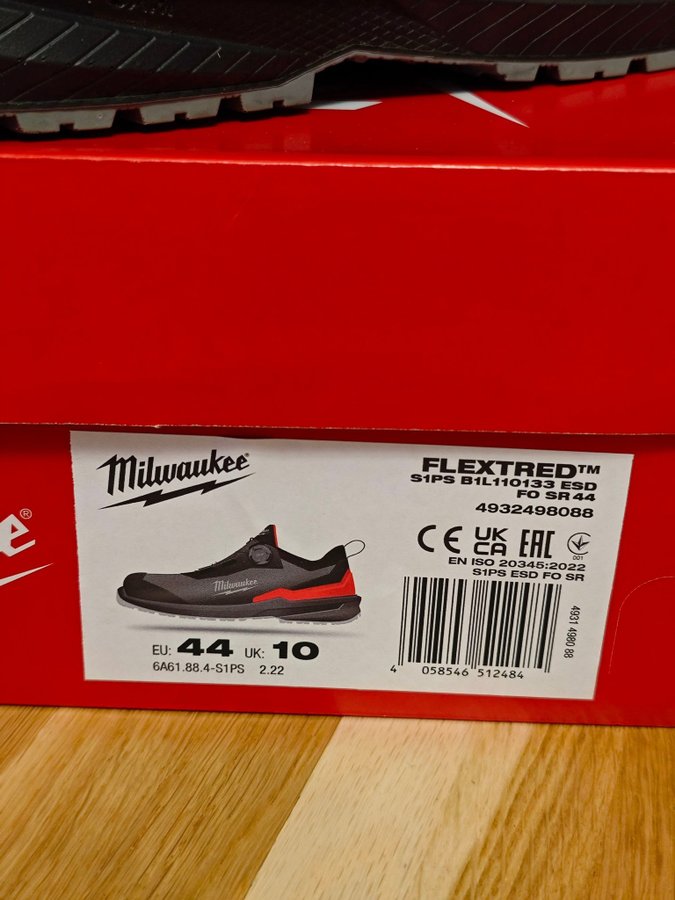 Milwaukee®
FLEXTRED™
S1PS B1L110133 ESD
FO SR 44
4932498088
CE UK CA EAC
001
EN ISO 20345:2022
S1PS ESD FO SR
Milwaukee
EU: 44 UK: 10
6A61.88.4-S1PS 2.22
4 058546 512484
4931 4980 88
e®